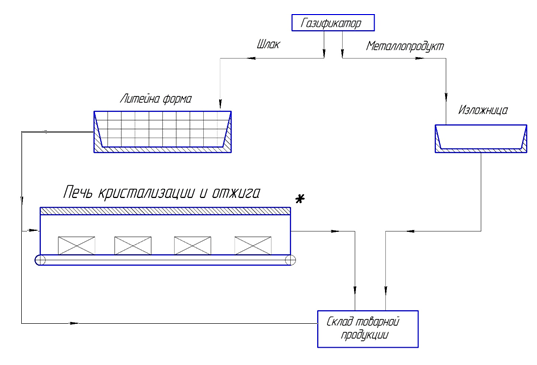 Газификатор
Шлак
Металлопродукт
Литейна форма
Изложница
Печь кристализации и отжига *
Склад товарной
продукции